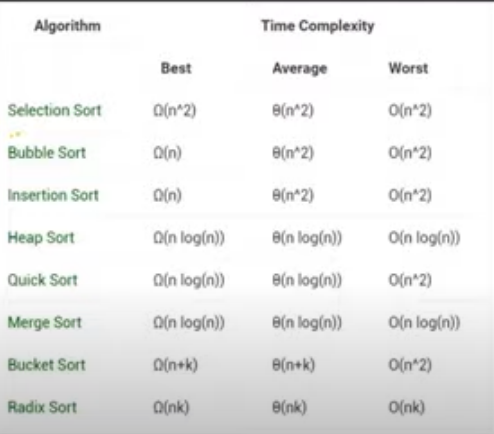 Algorithm Time Complexity
Best Average Worst
Selection Sort Ω(n^2) θ(n^2) O(n^2)
Bubble Sort Ω(n) θ(n^2) O(n^2)
Insertion Sort Ω(n) θ(n^2) O(n^2)
Heap Sort Ω(n log(n)) θ(n log(n)) O(n log(n))
Quick Sort Ω(n log(n)) θ(n log(n)) O(n^2)
Merge Sort Ω(n log(n)) θ(n log(n)) O(n log(n))
Bucket Sort Ω(n+k) θ(n+k) O(n^2)
Radix Sort Ω(nk) θ(nk) O(nk)